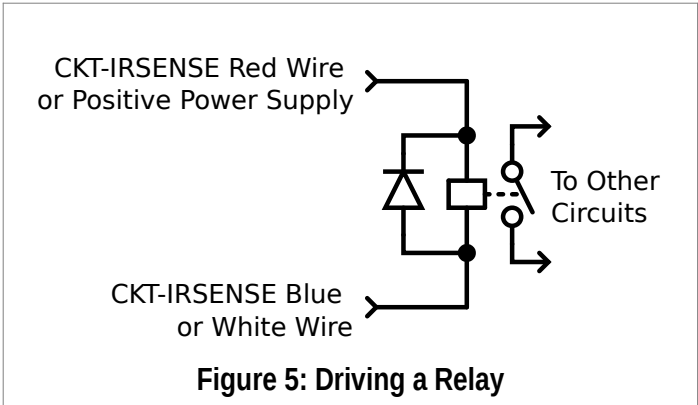 CKT-IRSENSE Red Wire
or Positive Power Supply
To Other
Circuits
CKT-IRSENSE Blue
or White Wire
Figure 5: Driving a Relay